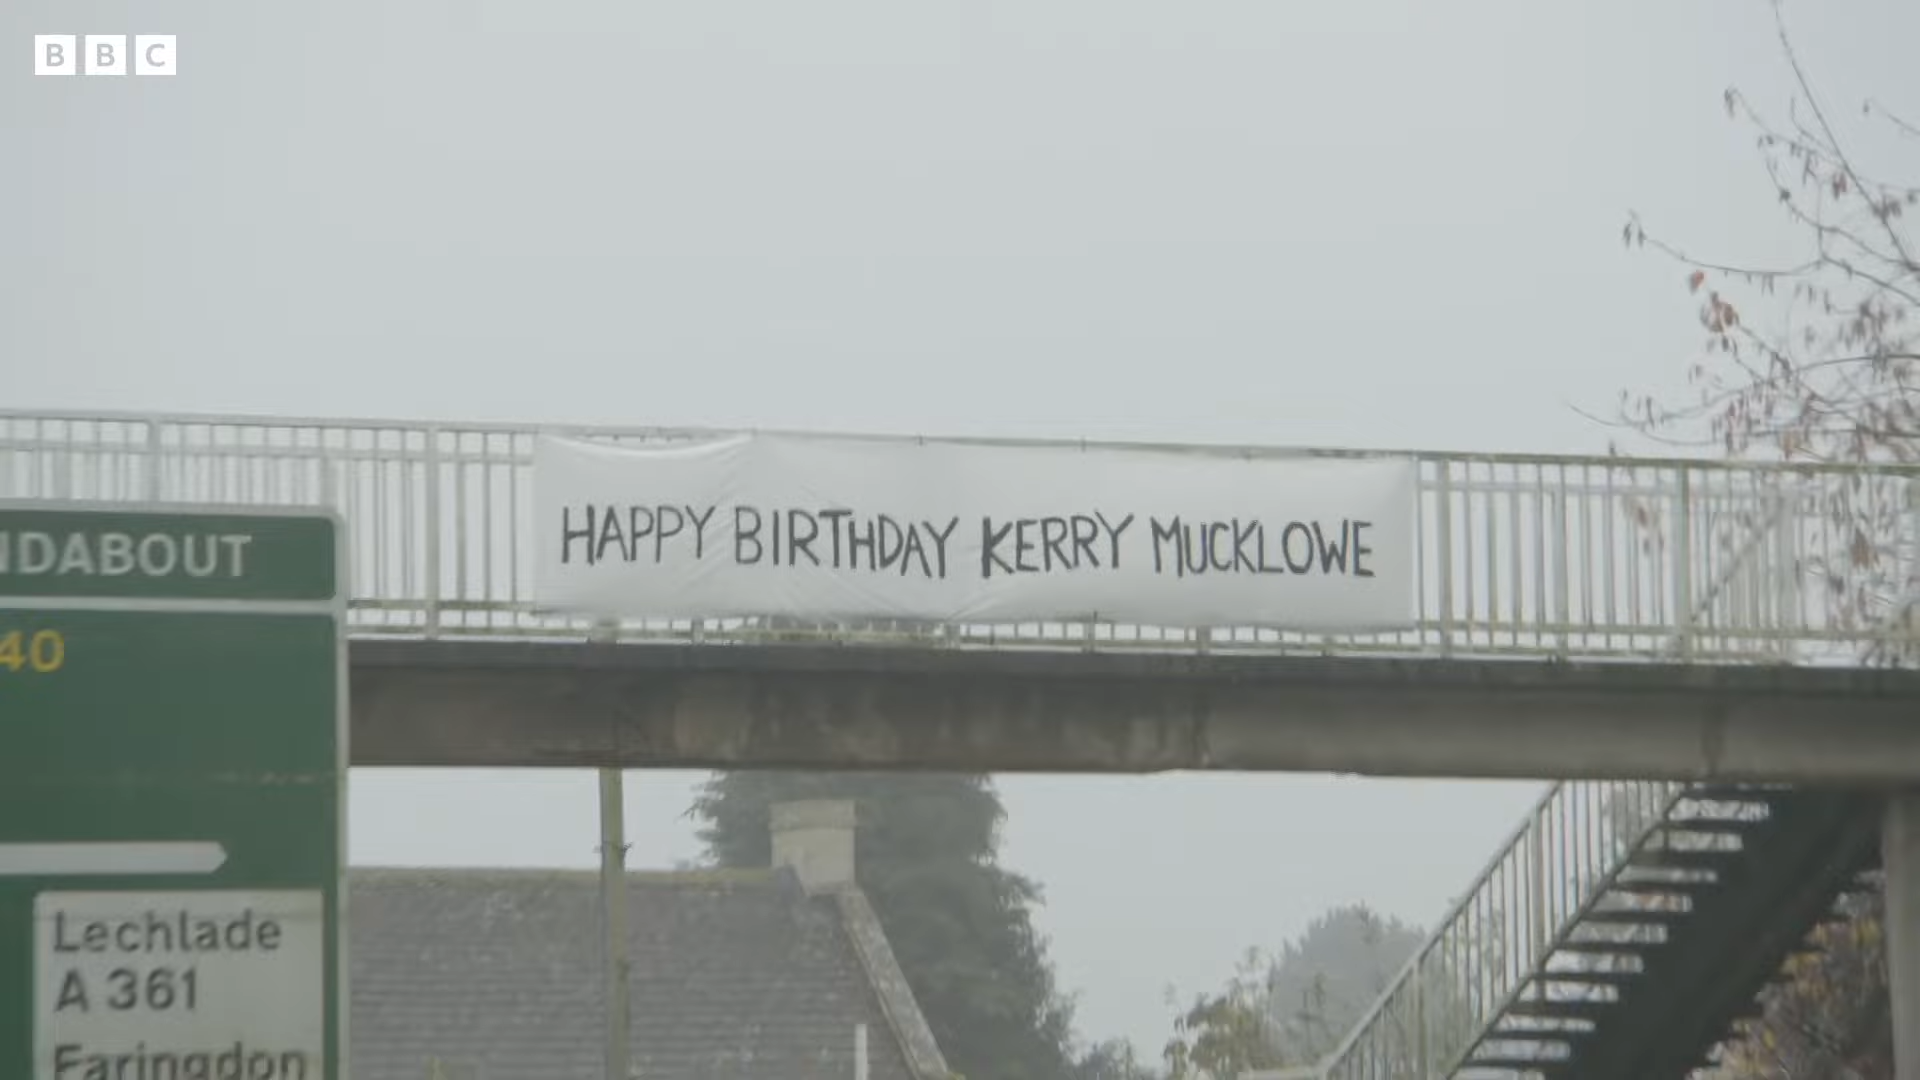 BBC
HAPPY BIRTHDAY KERRY MUCKLOWE
NDABOUT
40
Lechlade
A 361
Faringdon